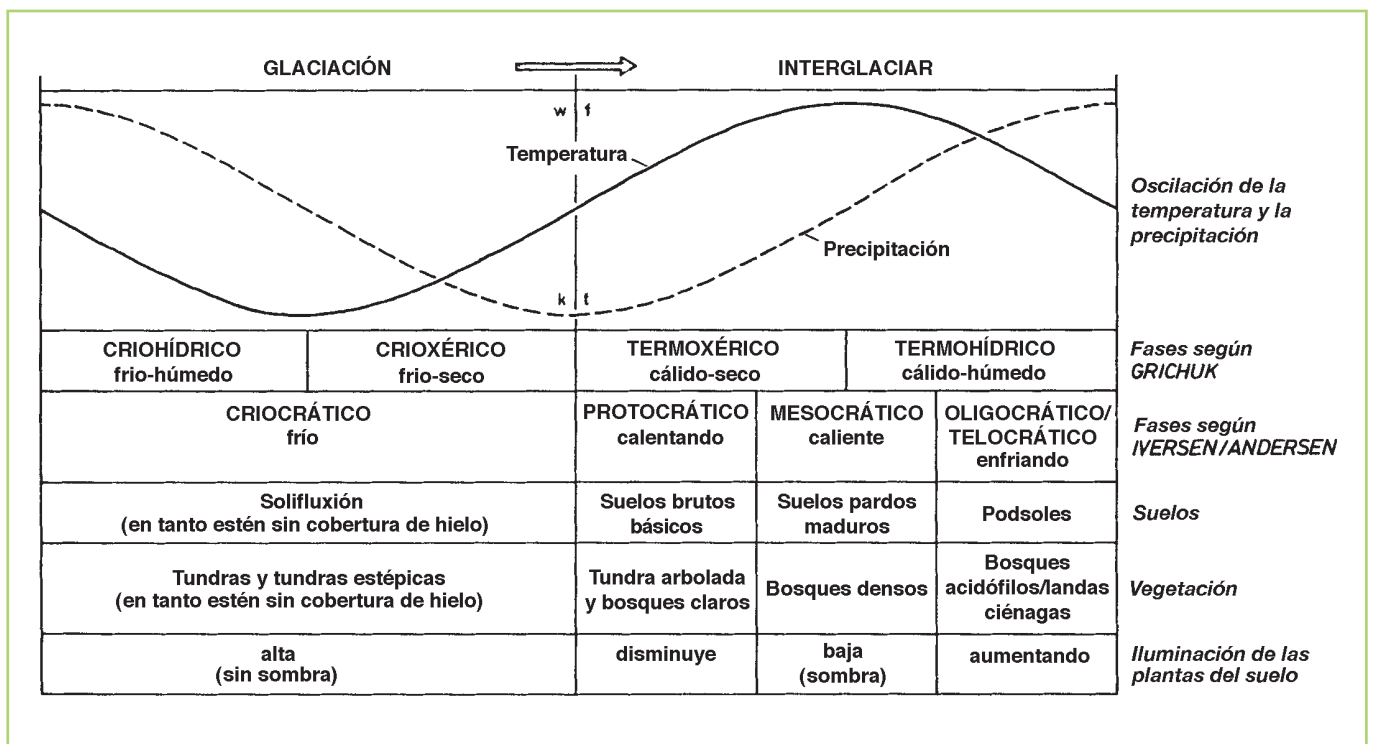 GLACIACIÓN
INTERGLACIAR
w f
Temperatura
Precipitación
k t
Oscilación de la
temperatura y la
precipitación
CRIOHÍDRICO
frio-húmedo
CRIOXÉRICO
frio-seco
TERMOXÉRICO
cálido-seco
TERMOHÍDRICO
cálido-húmedo
Fases según
GRICHUK
CRIOCRÁTICO
frío
PROTOCRÁTICO
calentando
MESOCRÁTICO
caliente
OLIGOCRÁTICO/
TELOCRÁTICO
enfriando
Fases según
IVERSEN/ANDERSEN
Solifluxión
(en tanto estén sin cobertura de hielo)
Suelos brutos
básicos
Suelos pardos
maduros
Podsoles
Suelos
Tundras y tundras estépicas
(en tanto estén sin cobertura de hielo)
Tundra arbolada
y bosques claros
Bosques densos
Bosques
acidófilos/landas
ciénagas
Vegetación
alta
(sin sombra)
disminuye
baja
(sombra)
aumentando
Iluminación de las
plantas del suelo